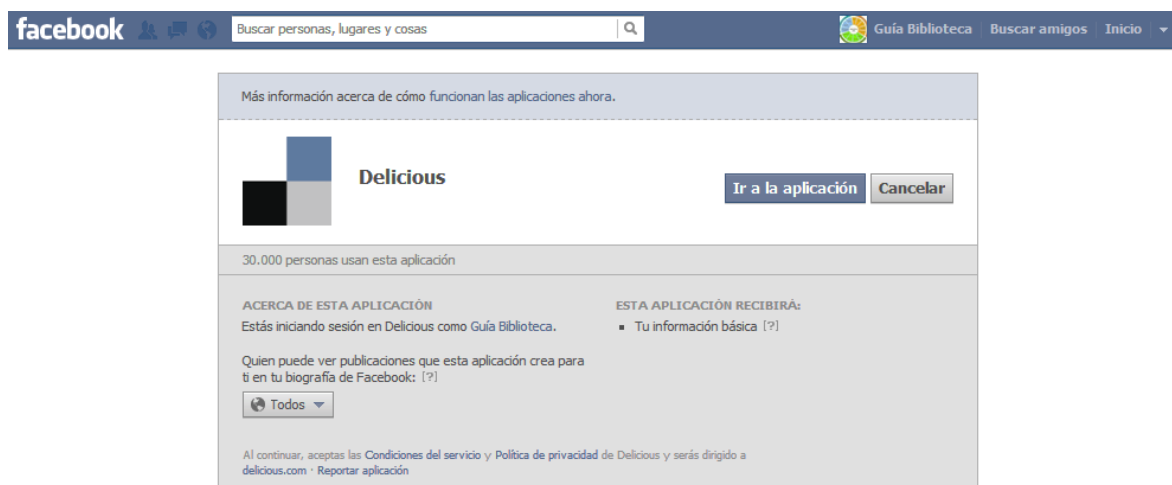 facebook
Buscar personas, lugares y cosas
Guía Biblioteca Buscar amigos Inicio
Más información acerca de cómo funcionan las aplicaciones ahora.
Delicious
Ir a la aplicación Cancelar
30.000 personas usan esta aplicación
ACERCA DE ESTA APLICACIÓN
Estás iniciando sesión en Delicious como Guía Biblioteca.
Quien puede ver publicaciones que esta aplicación crea para
ti en tu biografía de Facebook: [?]
Todos
ESTA APLICACIÓN RECIBIRÁ:
Tu información básica [?]
Al continuar, aceptas las Condiciones del servicio y Política de privacidad de Delicious y serás dirigido a
delicious.com · Reportar aplicación